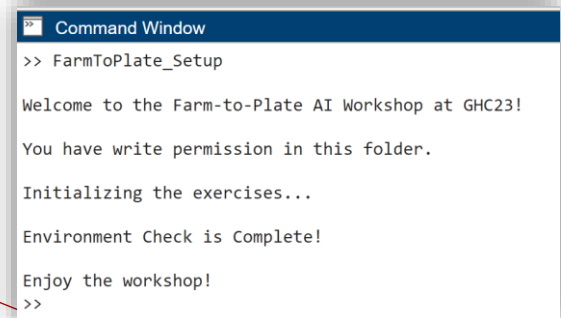 Command Window
>> FarmToPlate_Setup
Welcome to the Farm-to-Plate AI Workshop at GHC23!
You have write permission in this folder.
Initializing the exercises...
Environment Check is Complete!
Enjoy the workshop!
>>